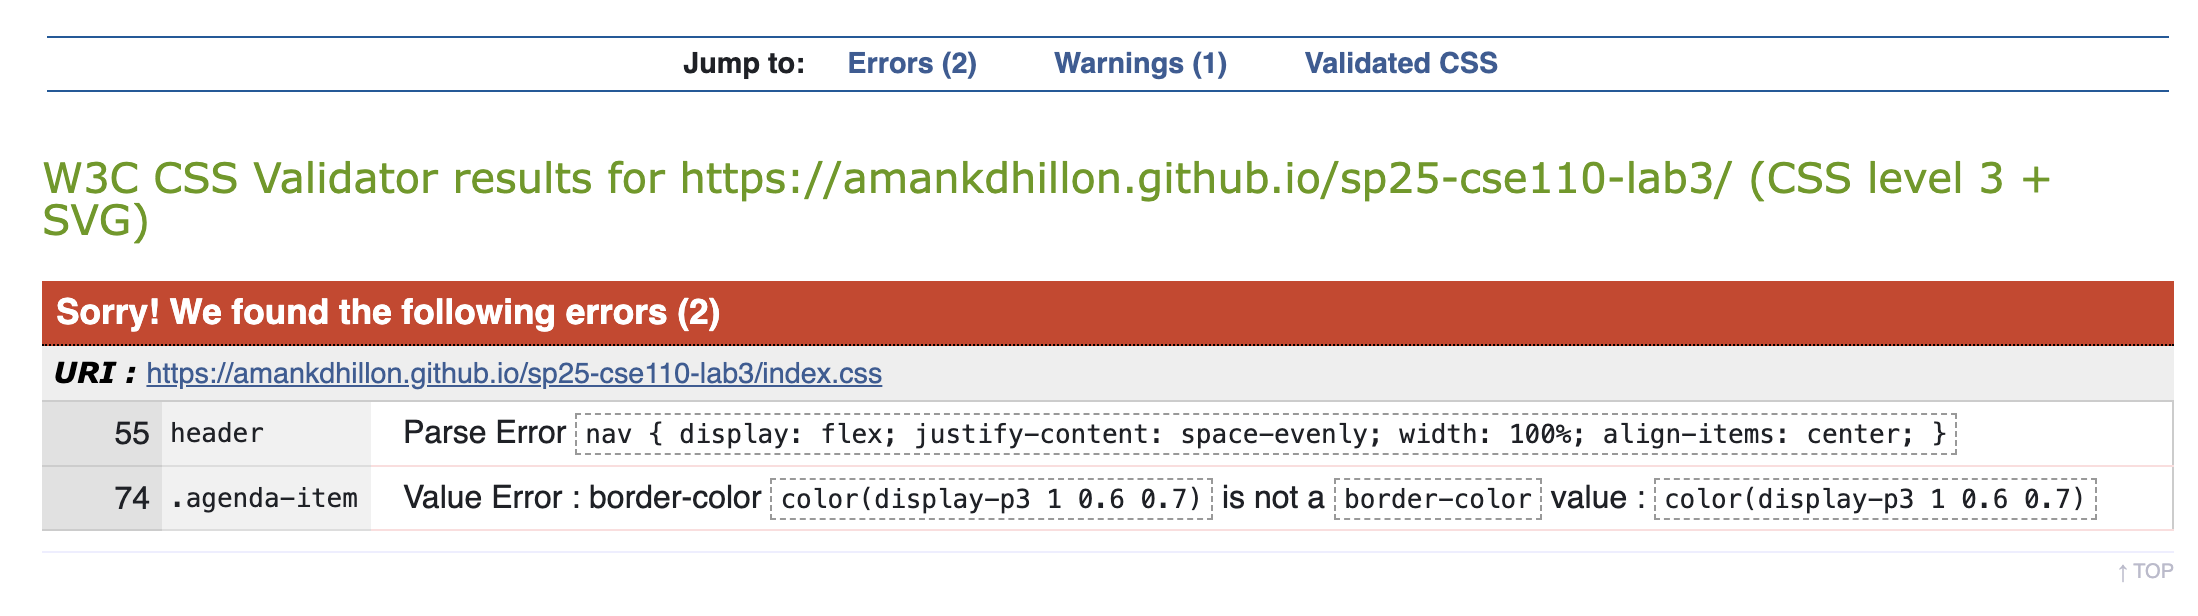 Jump to: Errors (2) Warnings (1) Validated CSS
W3C CSS Validator results for https://amankdhillon.github.io/sp25-cse110-lab3/ (CSS level 3 +
SVG)
Sorry! We found the following errors (2)
URI : https://amankdhillon.github.io/sp25-cse110-lab3/index.css
55 header Parse Error nav { display: flex; justify-content: space-evenly; width: 100%; align-items: center; }
74 .agenda-item Value Error : border-color color(display-p3 1 0.6 0.7) is not a border-color value : color(display-p3 1 0.6 0.7)
↑ TOP